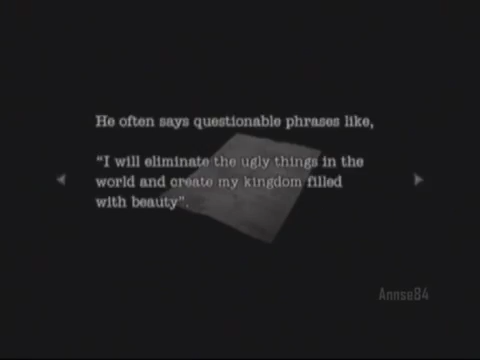 He often says questionable phrases like,
"I will eliminate the ugly things in the
world and create my kingdom filled
with beauty".
Annse84